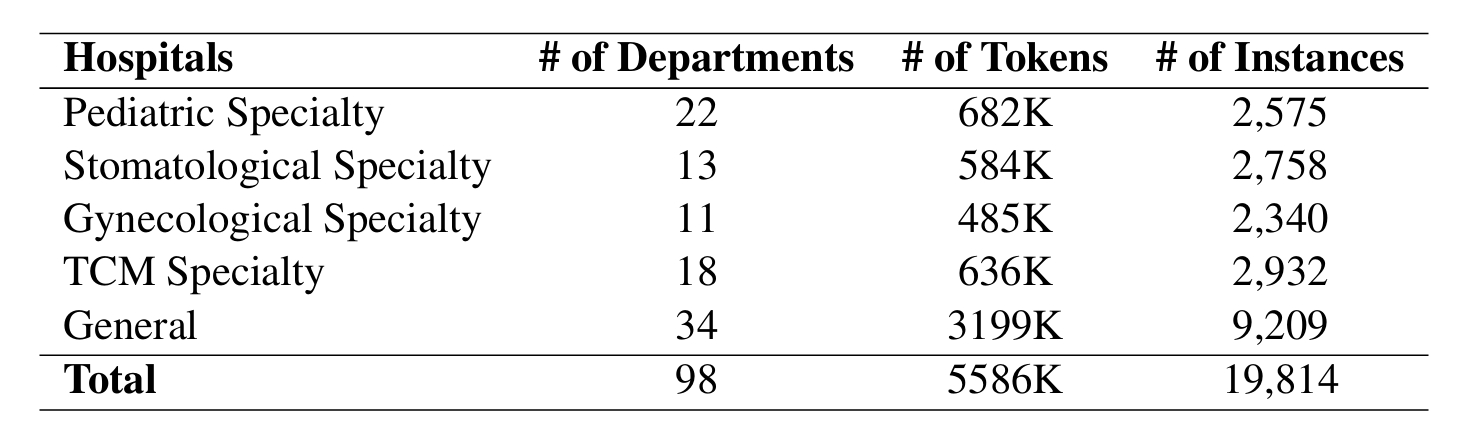 Hospitals # of Departments # of Tokens # of Instances
Pediatric Specialty 22 682K 2,575
Stomatological Specialty 13 584K 2,758
Gynecological Specialty 11 485K 2,340
TCM Specialty 18 636K 2,932
General 34 3199K 9,209
Total 98 5586K 19,814